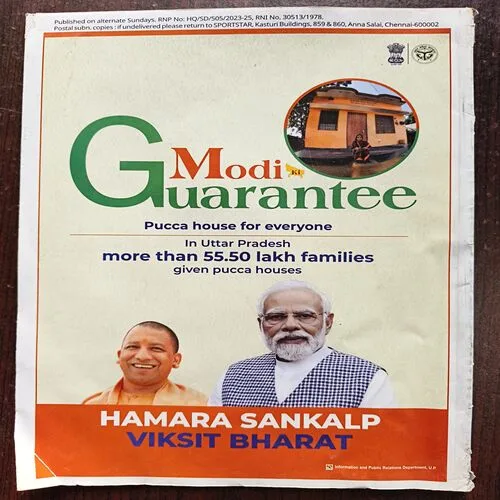 Published on alternate Sundays, RNP No: HQ/SD/505/2023-25, RNI No. 30513/1978.
Postal subn. copies : if undelivered please return to SPORTSTAR, Kasturi Buildings, 859 & 860, Anna Salai, Chennai-600002
Modi KI
Guarantee
Pucca house for everyone
In Uttar Pradesh
more than 55.50 lakh families
given pucca houses
HAMARA SANKALP
VIKSIT BHARAT
Information and Public Relations Department, U.P.